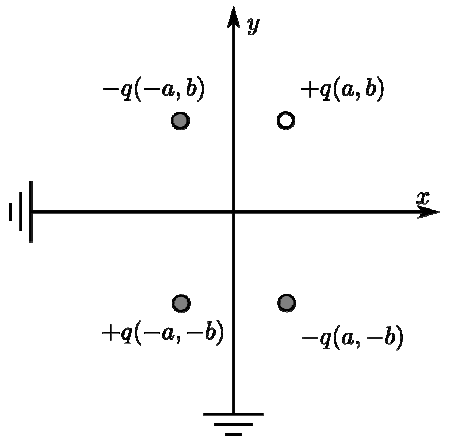 y
−q(−a, b)
+q(a, b)
x
+q(−a, −b)
−q(a, −b)